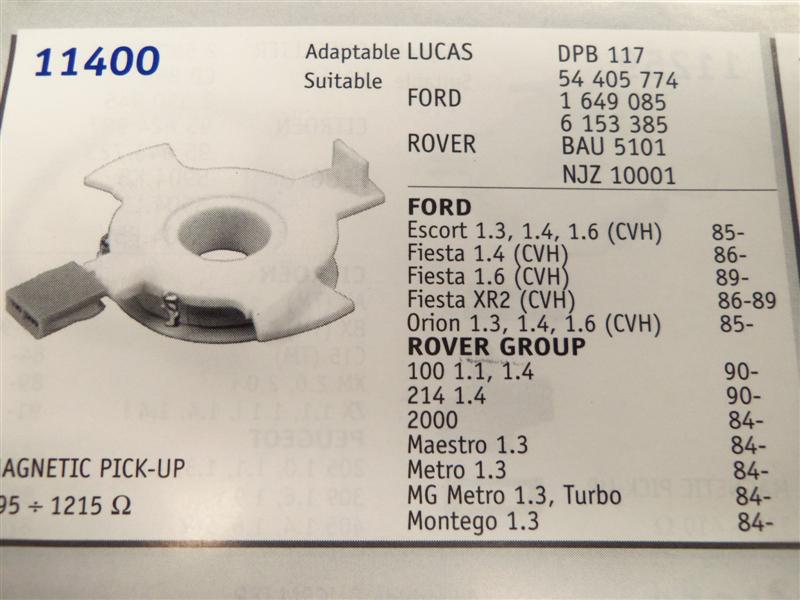 11400
Adaptable LUCAS DPB 117
Suitable 54 405 774
FORD 1 649 085
6 153 385
ROVER BAU 5101
NJZ 10001
FORD
Escort 1.3, 1.4, 1.6 (CVH) 85-
Fiesta 1.4 (CVH) 86-
Fiesta 1.6 (CVH) 89-
Fiesta XR2 (CVH) 86-89
Orion 1.3, 1.4, 1.6 (CVH) 85-
ROVER GROUP
100 1.1, 1.4 90-
214 1.4 90-
2000 84-
Maestro 1.3 84-
Metro 1.3 84-
MG Metro 1.3, Turbo 84-
Montego 1.3 84-
AGNETIC PICK-UP
95 ÷ 1215 Ω